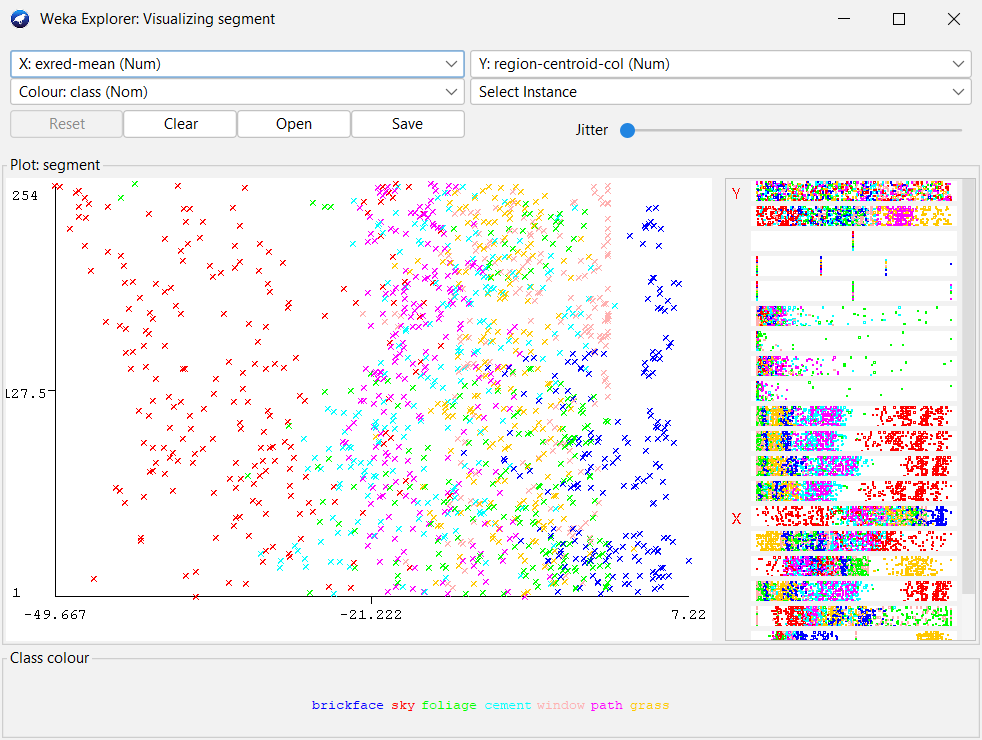 Weka Explorer: Visualizing segment
X: exred-mean (Num) Y: region-centroid-col (Num)
Colour: class (Nom) Select Instance
Reset Clear Open Save Jitter
Plot: segment
254
127.5
1
-49.667 -21.222 7.22
Y
X
Class colour
brickface sky foliage cement window path grass